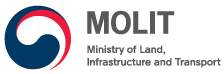 MOLIT
Ministry of Land,
Infrastructure and Transport